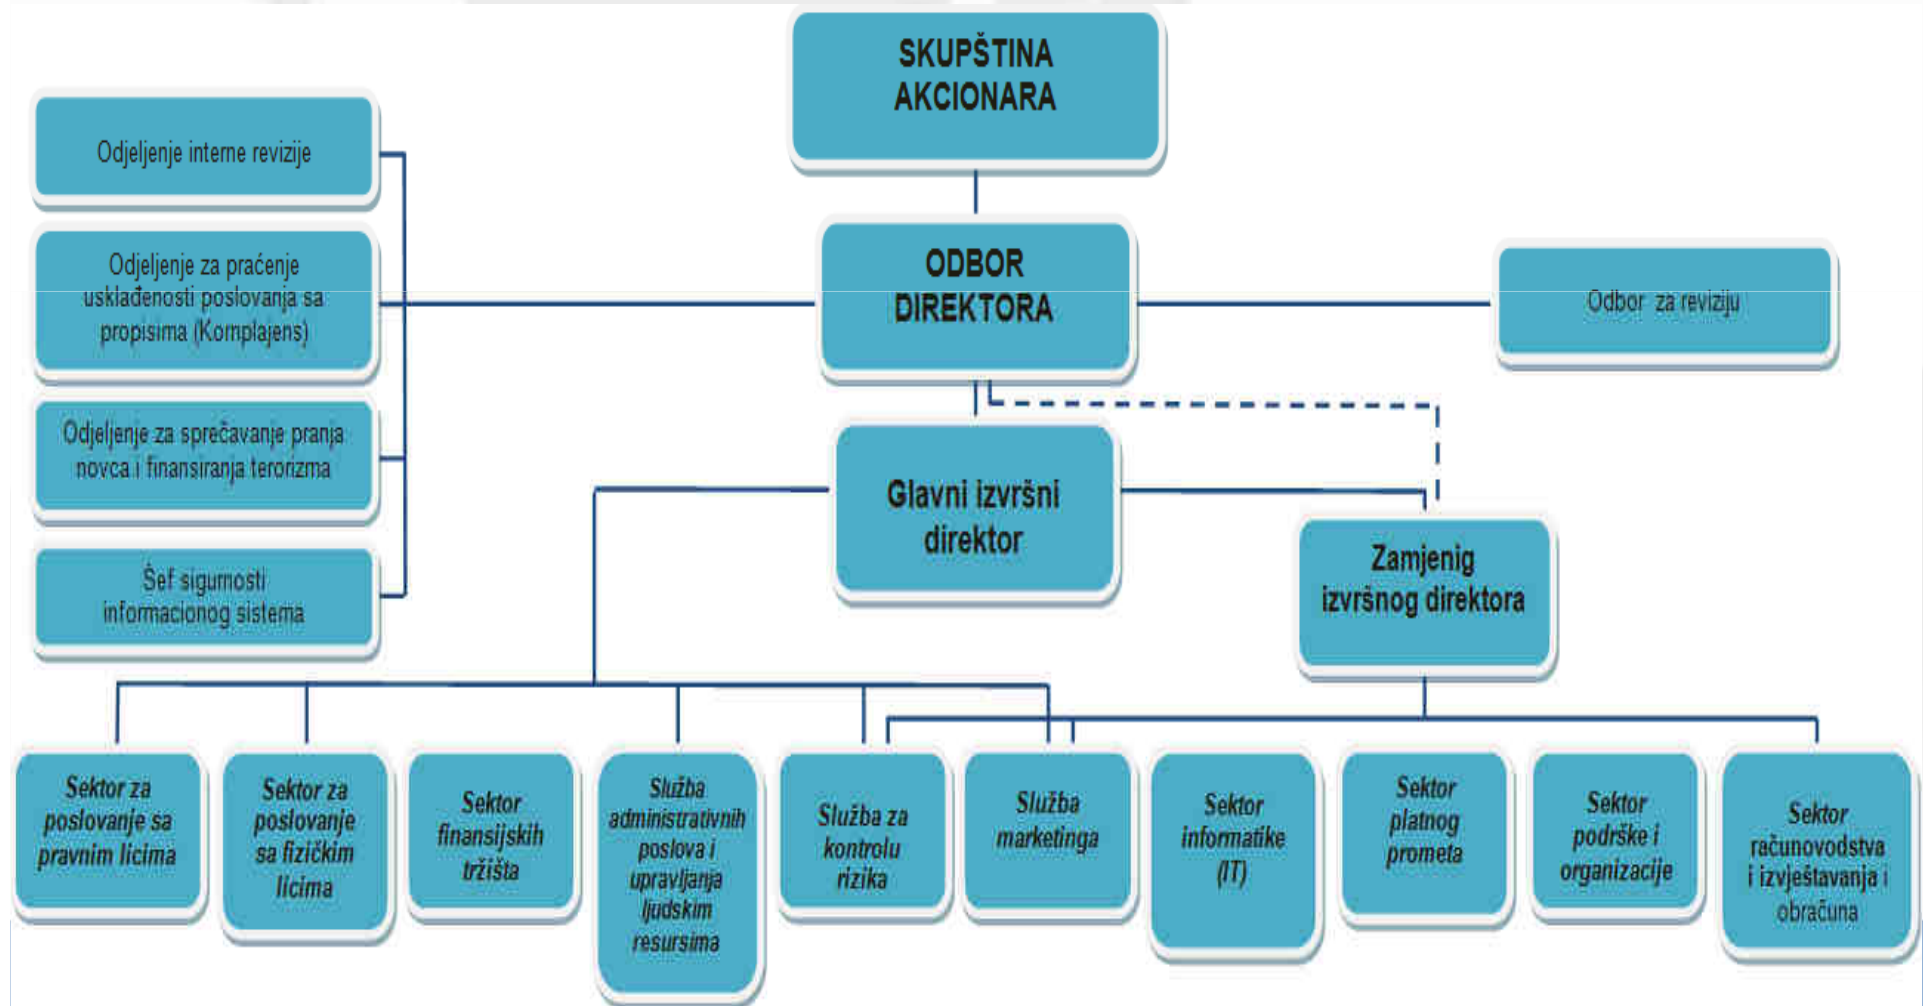 SKUPŠTINA
AKCIONARA
Odjeljenje interne revizije
ODBOR
DIREKTORA
Odjeljenje za praćenje
usklađenosti poslovanja sa
propisima (Komplajens)
Odbor za reviziju
Odjeljenje za sprečavanje pranja
novca i finansiranja terorizma
Glavni izvršni
direktor
Zamjenig
izvršnog direktora
Šef sigurnosti
informacionog sistema
Sektor za
poslovanje sa
pravnim licima
Sektor za
poslovanje
sa fizičkim
licima
Sektor
finansijskih
tržišta
Služba
administrativnih
poslova i
upravljanja
ljudskim
resursima
Služba za
kontrolu
rizika
Služba
marketinga
Sektor
informatike
(IT)
Sektor
platnog
prometa
Sektor
podrške i
organizacije
Sektor
računovodstva
i izvještavanja i
obračuna